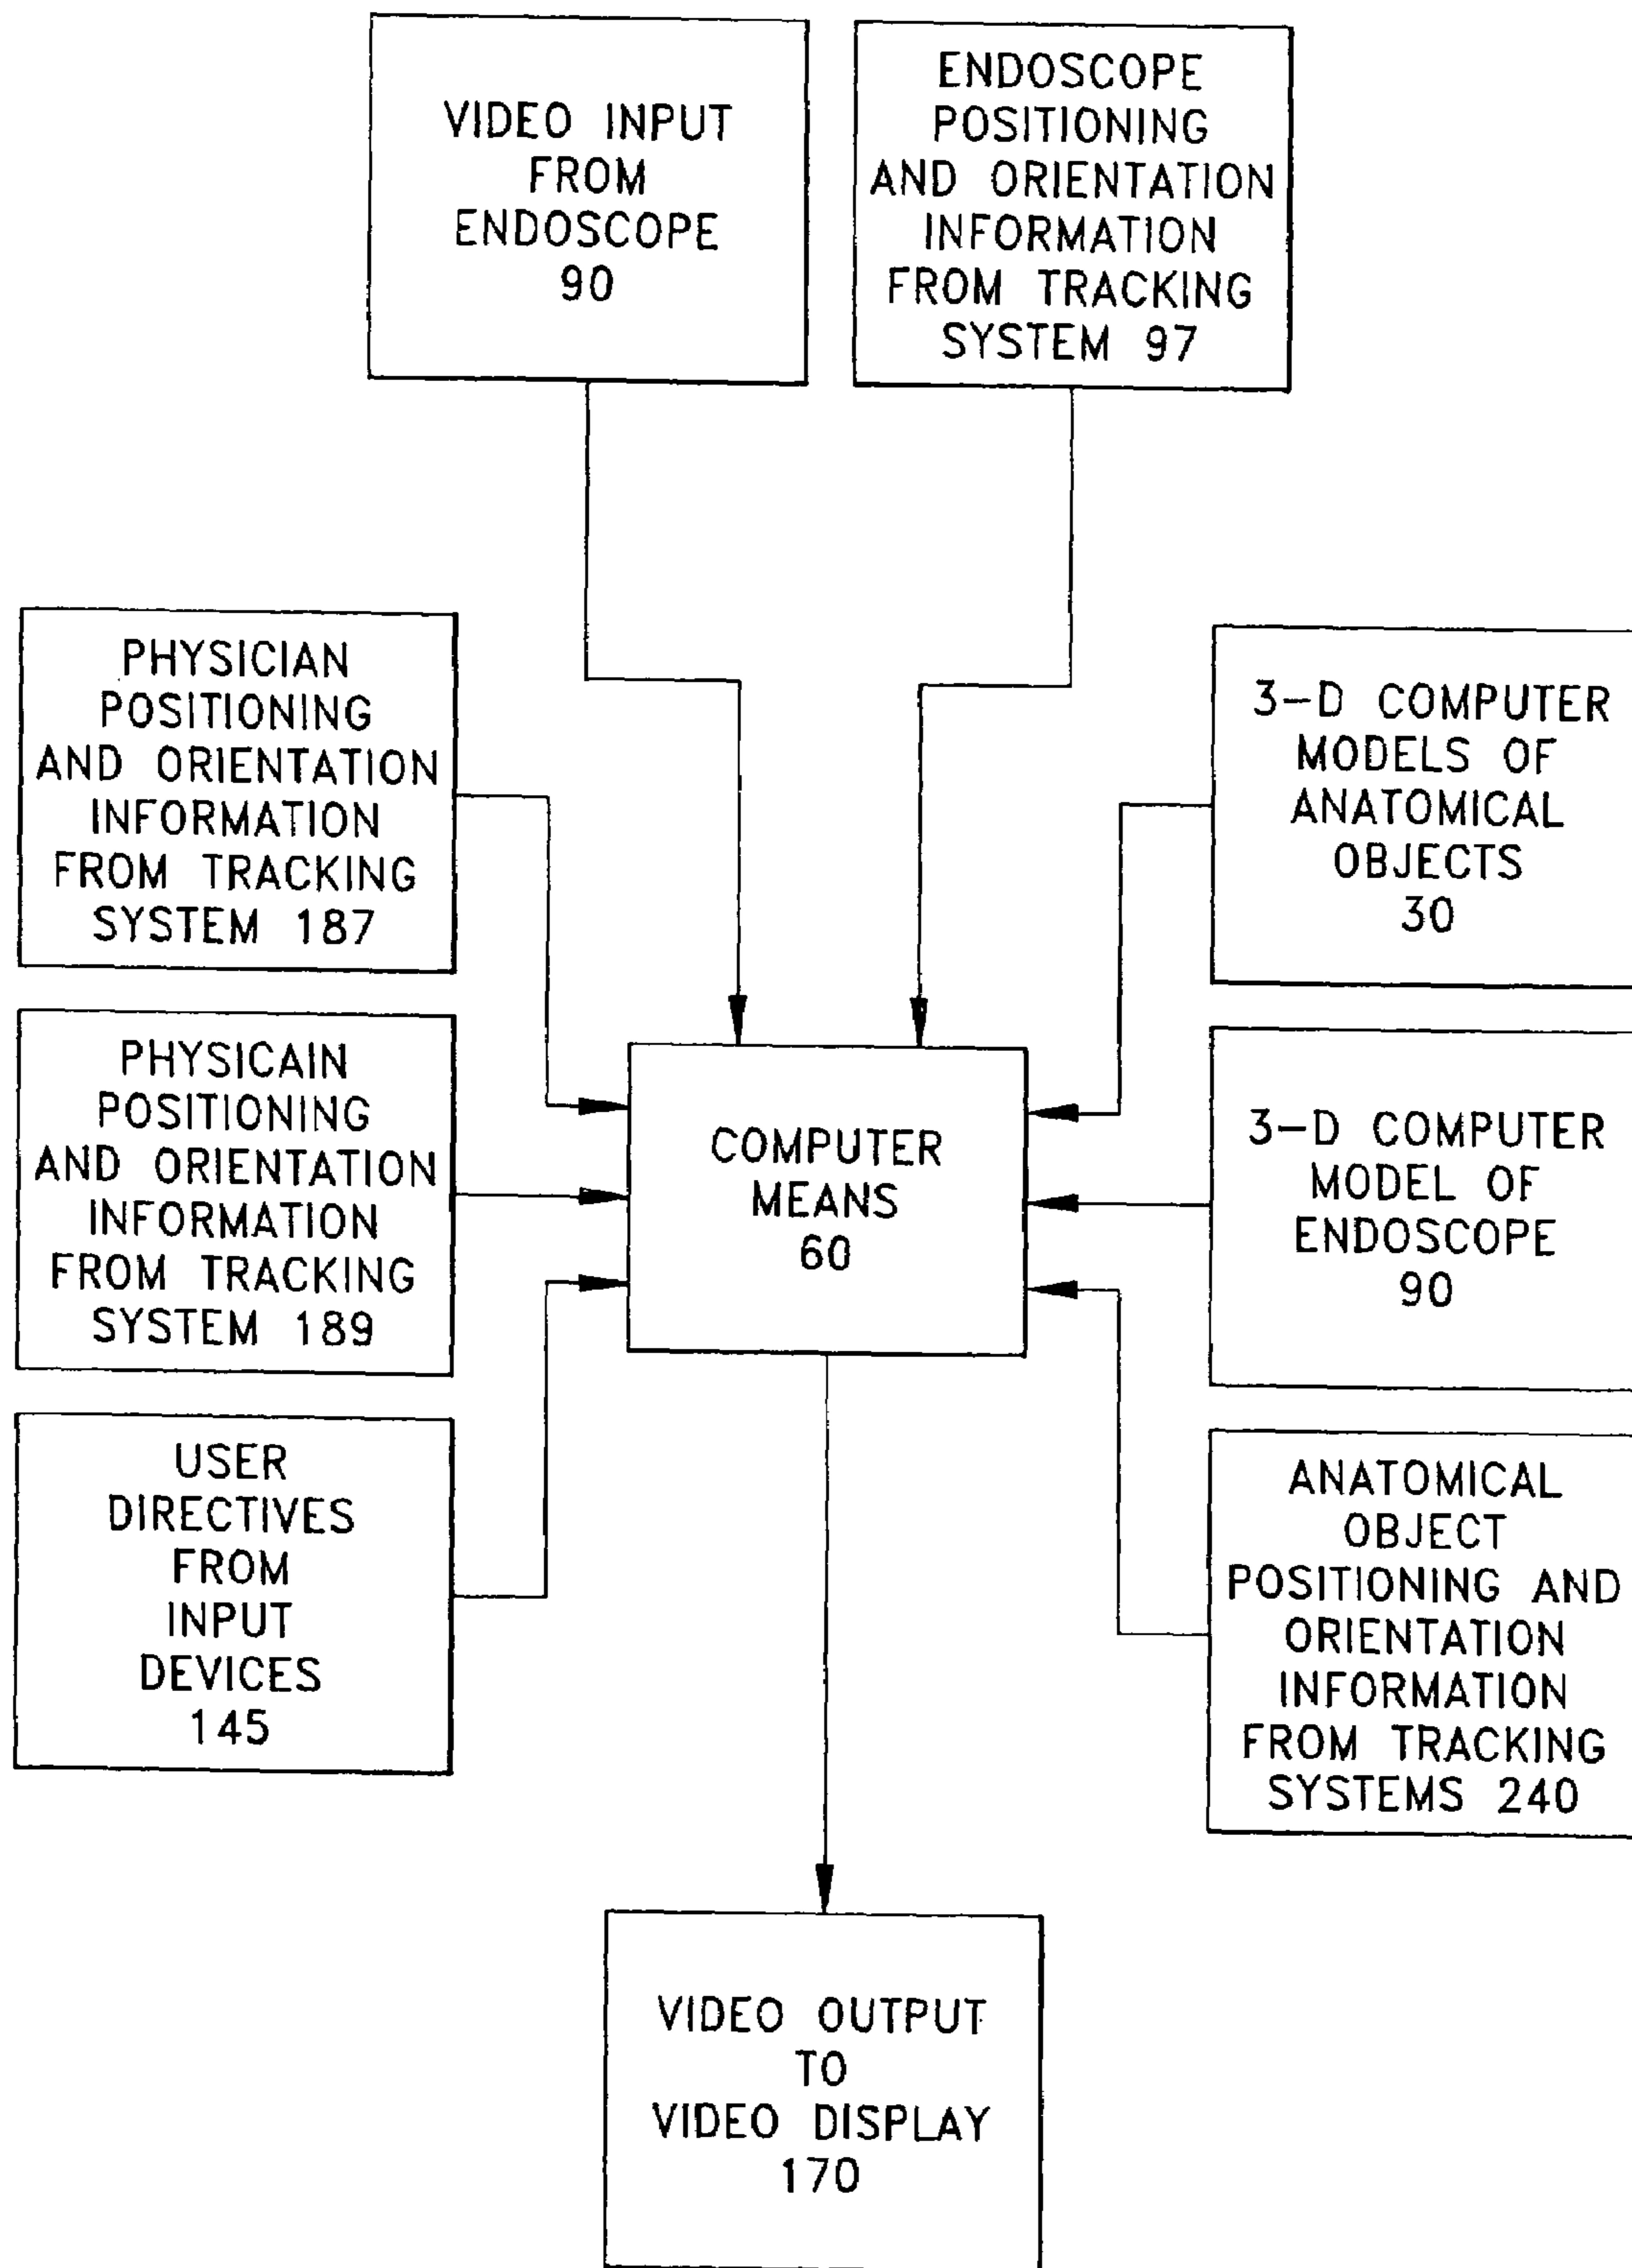 VIDEO INPUT
FROM
ENDOSCOPE
90
ENDOSCOPE
POSITIONING
AND ORIENTATION
INFORMATION
FROM TRACKING
SYSTEM 97
PHYSICIAN
POSITIONING
AND ORIENTATION
INFORMATION
FROM TRACKING
SYSTEM 187
3-D COMPUTER
MODELS OF
ANATOMICAL
OBJECTS
30
PHYSICAIN
POSITIONING
AND ORIENTATION
INFORMATION
FROM TRACKING
SYSTEM 189
COMPUTER
MEANS
60
3-D COMPUTER
MODEL OF
ENDOSCOPE
90
USER
DIRECTIVES
FROM
INPUT
DEVICES
145
ANATOMICAL
OBJECT
POSITIONING AND
ORIENTATION
INFORMATION
FROM TRACKING
SYSTEMS 240
VIDEO OUTPUT
TO
VIDEO DISPLAY
170